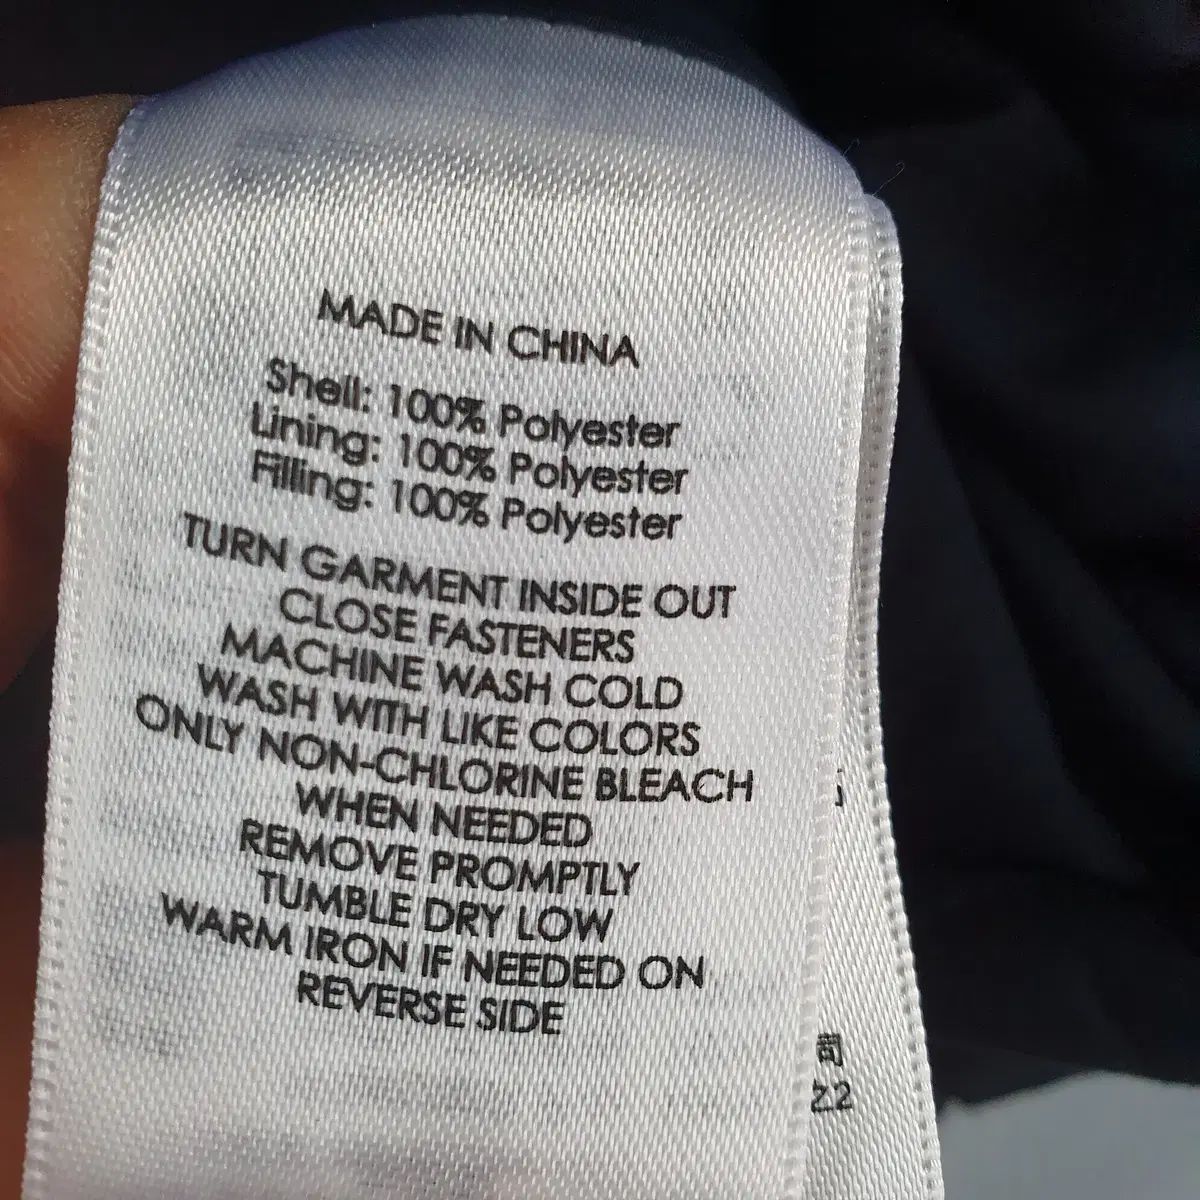 MADE IN CHINA
Shell: 100% Polyester
Lining: 100% Polyester
Filling: 100% Polyester
TURN GARMENT INSIDE OUT
CLOSE FASTENERS
MACHINE WASH COLD
WASH WITH LIKE COLORS
ONLY NON-CHLORINE BLEACH
WHEN NEEDED
REMOVE PROMPTLY
TUMBLE DRY LOW
WARM IRON IF NEEDED ON
REVERSE SIDE
司
Z2